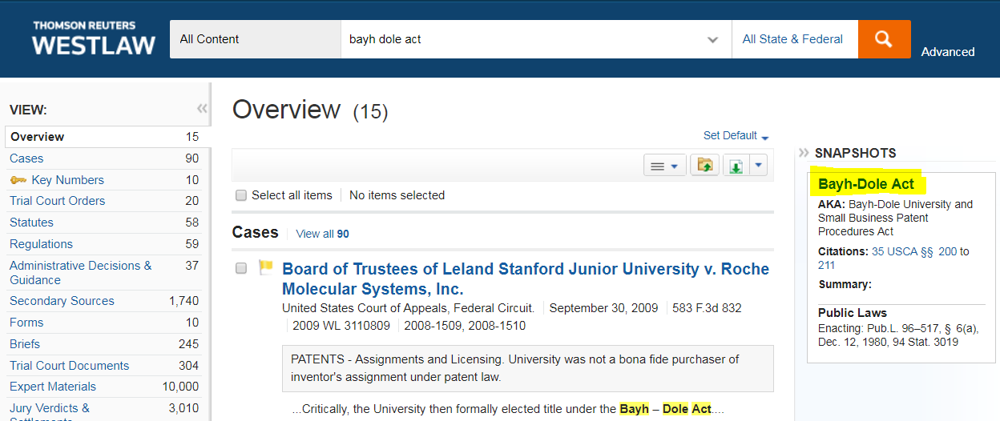 THOMSON REUTERS
WESTLAW
All Content
bayh dole act
All State & Federal
Advanced
VIEW:
Overview 15
Cases 90
Key Numbers 10
Trial Court Orders 20
Statutes 58
Regulations 59
Administrative Decisions & 37
Guidance
Secondary Sources 1,740
Forms 10
Briefs 245
Trial Court Documents 304
Expert Materials 10,000
Jury Verdicts & 3,010
Settlements
Overview (15)
Set Default
Select all items No items selected
Cases View all 90
Board of Trustees of Leland Stanford Junior University v. Roche
Molecular Systems, Inc.
United States Court of Appeals, Federal Circuit. September 30, 2009 583 F.3d 832
2009 WL 3110809 2008-1509, 2008-1510
PATENTS - Assignments and Licensing. University was not a bona fide purchaser of
inventor's assignment under patent law.
...Critically, the University then formally elected title under the Bayh – Dole Act....
SNAPSHOTS
Bayh-Dole Act
AKA: Bayh-Dole University and
Small Business Patent
Procedures Act
Citations: 35 USCA §§ 200 to
211
Summary:
Public Laws
Enacting: Pub.L. 96–517, § 6(a),
Dec. 12, 1980, 94 Stat. 3019